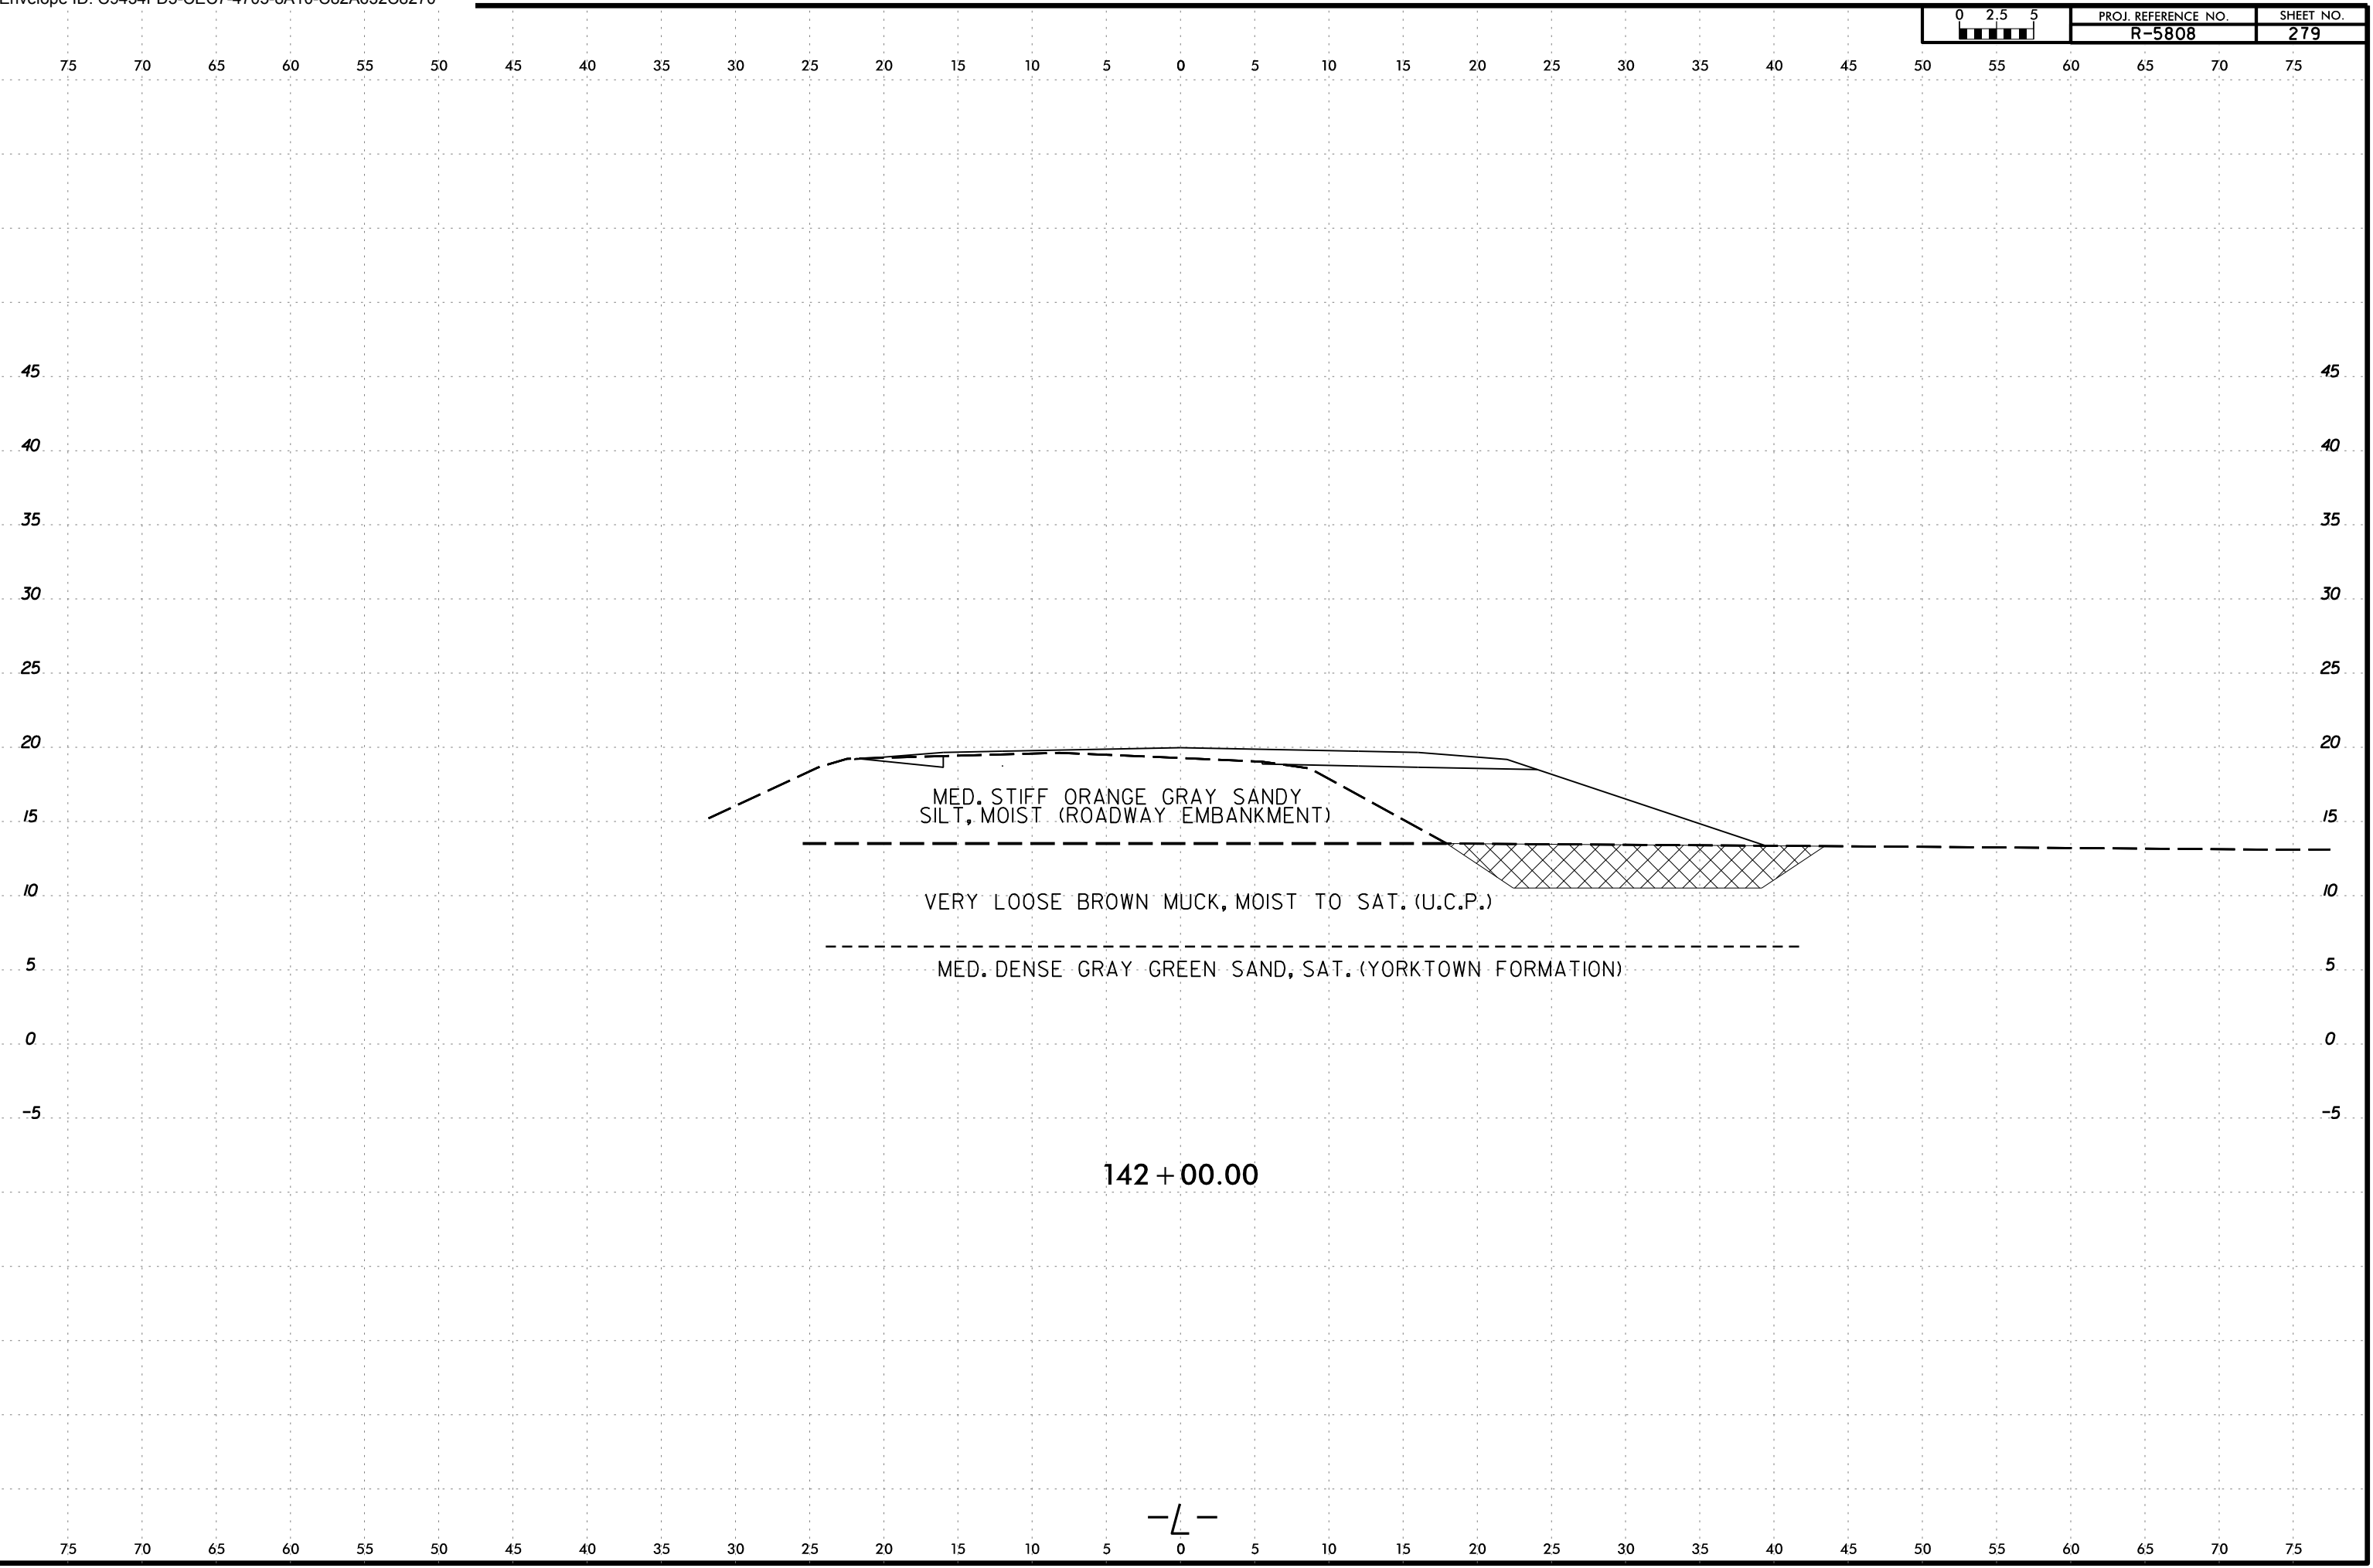 0 2.5 5
PROJ. REFERENCE NO. SHEET NO.
R-5808 279
75 70 65 60 55 50 45 40 35 30 25 20 15 10 5 0 5 10 15 20 25 30 35 40 45 50 55 60 65 70 75
45 45
40 40
35 35
30 30
25 25
20 20
MED. STIFF ORANGE GRAY SANDY
15 SILT, MOIST (ROADWAY EMBANKMENT) 15
10 10
VERY LOOSE BROWN MUCK, MOIST TO SAT. (U.C.P.)
5 MED. DENSE GRAY GREEN SAND, SAT. (YORKTOWN FORMATION) 5
0 0
-5 -5
142+00.00
-L-
75 70 65 60 55 50 45 40 35 30 25 20 15 10 5 0 5 10 15 20 25 30 35 40 45 50 55 60 65 70 75